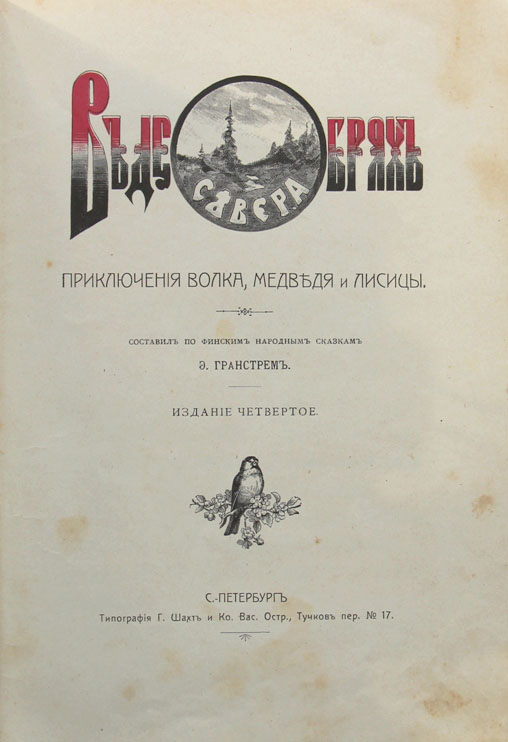 Въ дебряхъ
Сѣвера
ПРИКЛЮЧЕНІЯ ВОЛКА, МЕДВѢДЯ и ЛИСИЦЫ.
СОСТАВИЛЪ ПО ФИНСКИМЪ НАРОДНЫМЪ СКАЗКАМЪ
Э. ГРАНСТРЕМЪ.
ИЗДАНІЕ ЧЕТВЕРТОЕ.
С.-ПЕТЕРБУРГЪ
Типографія Г. Шахтъ и Ко. Вас. Остр., Тучковъ пер. № 17.